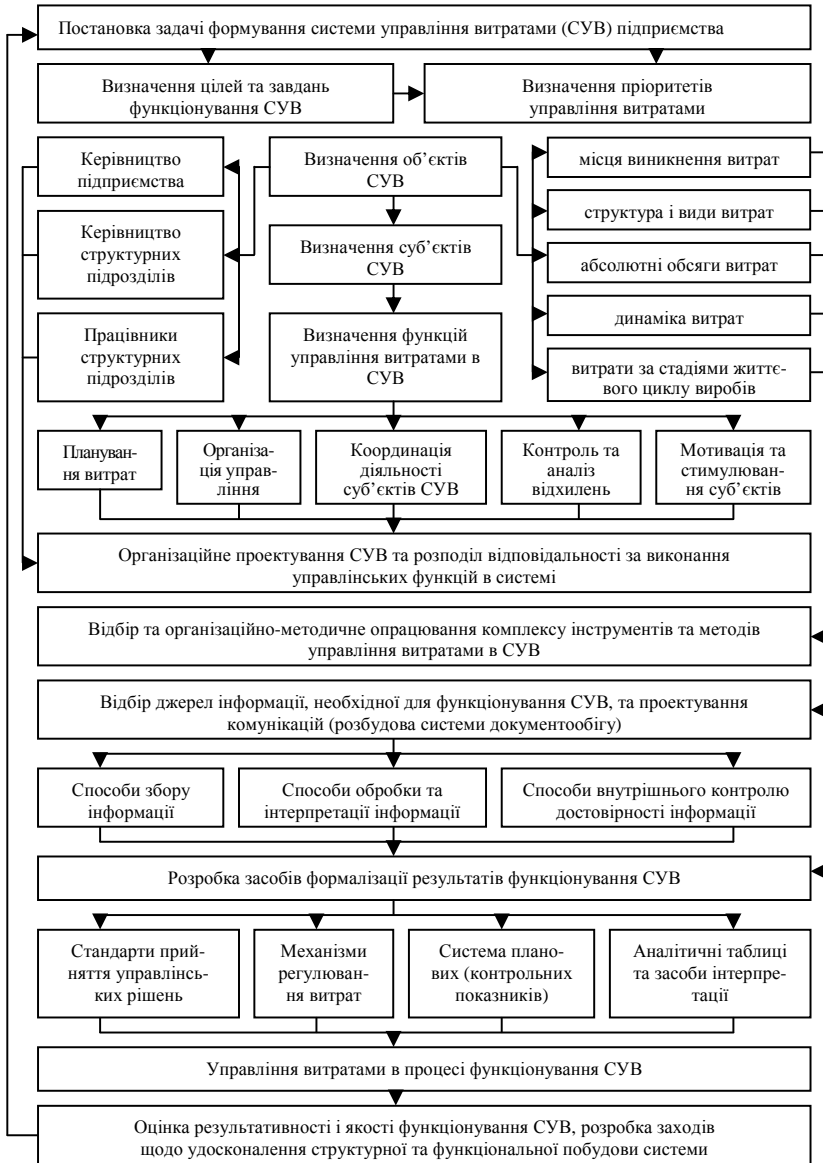 Постановка задачі формування системи управління витратами (СУВ) підприємства
Визначення цілей та завдань
функціонування СУВ
Визначення пріоритетів
управління витратами
Керівництво
підприємства
Керівництво
структурних
підрозділів
Працівники
структурних
підрозділів
Визначення об’єктів
СУВ
Визначення суб’єктів
СУВ
Визначення функцій
управління витратами в
СУВ
місця виникнення витрат
структура і види витрат
абсолютні обсяги витрат
динаміка витрат
витрати за стадіями життє-
вого циклу виробів
Плануван-
ня витрат
Організа-
ція управ-
ління
Координація
діяльності
суб’єктів СУВ
Контроль та
аналіз
відхилень
Мотивація та
стимулюван-
ня суб’єктів
Організаційне проектування СУВ та розподіл відповідальності за виконання
управлінських функцій в системі
Відбір та організаційно-методичне опрацювання комплексу інструментів та методів
управління витратами в СУВ
Відбір джерел інформації, необхідної для функціонування СУВ, та проектування
комунікацій (розбудова системи документообігу)
Способи збору
інформації
Способи обробки та
інтерпретації інформації
Способи внутрішнього контролю
достовірності інформації
Розробка засобів формалізації результатів функціонування СУВ
Стандарти прий-
няття управлінсь-
ких рішень
Механізми
регулюван-
ня витрат
Система плано-
вих (контрольних
показників)
Аналітичні таблиці
та засоби інтерпре-
тації
Управління витратами в процесі функціонування СУВ
Оцінка результативності і якості функціонування СУВ, розробка заходів
щодо удосконалення структурної та функціональної побудови системи